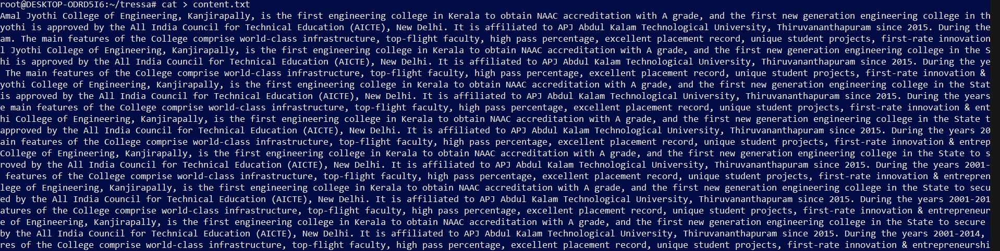 root@DESKTOP-ODRD5I6:~/tressa# cat > content.txt
Amal Jyothi College of Engineering, Kanjirapally, is the first engineering college in Kerala to obtain NAAC accreditation with A grade, and the first new generation engineering college in th
yothi is approved by the All India Council for Technical Education (AICTE), New Delhi. It is affiliated to APJ Abdul Kalam Technological University, Thiruvananthapuram since 2015. During the
am. The main features of the College comprise world-class infrastructure, top-flight faculty, high pass percentage, excellent placement record, unique student projects, first-rate innovation
l Jyothi College of Engineering, Kanjirapally, is the first engineering college in Kerala to obtain NAAC accreditation with A grade, and the first new generation engineering college in the S
hi is approved by the All India Council for Technical Education (AICTE), New Delhi. It is affiliated to APJ Abdul Kalam Technological University, Thiruvananthapuram since 2015. During the ye
The main features of the College comprise world-class infrastructure, top-flight faculty, high pass percentage, excellent placement record, unique student projects, first-rate innovation &
yothi College of Engineering, Kanjirapally, is the first engineering college in Kerala to obtain NAAC accreditation with A grade, and the first new generation engineering college in the Stat
is approved by the All India Council for Technical Education (AICTE), New Delhi. It is affiliated to APJ Abdul Kalam Technological University, Thiruvananthapuram since 2015. During the years
e main features of the College comprise world-class infrastructure, top-flight faculty, high pass percentage, excellent placement record, unique student projects, first-rate innovation & ent
hi College of Engineering, Kanjirapally, is the first engineering college in Kerala to obtain NAAC accreditation with A grade, and the first new generation engineering college in the State t
approved by the All India Council for Technical Education (AICTE), New Delhi. It is affiliated to APJ Abdul Kalam Technological University, Thiruvananthapuram since 2015. During the years 20
ain features of the College comprise world-class infrastructure, top-flight faculty, high pass percentage, excellent placement record, unique student projects, first-rate innovation & entrep
College of Engineering, Kanjirapally, is the first engineering college in Kerala to obtain NAAC accreditation with A grade, and the first new generation engineering college in the State to s
roved by the All India Council for Technical Education (AICTE), New Delhi. It is affiliated to APJ Abdul Kalam Technological University, Thiruvananthapuram since 2015. During the years 2001-
features of the College comprise world-class infrastructure, top-flight faculty, high pass percentage, excellent placement record, unique student projects, first-rate innovation & entrepren
lege of Engineering, Kanjirapally, is the first engineering college in Kerala to obtain NAAC accreditation with A grade, and the first new generation engineering college in the State to secu
ed by the All India Council for Technical Education (AICTE), New Delhi. It is affiliated to APJ Abdul Kalam Technological University, Thiruvananthapuram since 2015. During the years 2001-201
atures of the College comprise world-class infrastructure, top-flight faculty, high pass percentage, excellent placement record, unique student projects, first-rate innovation & entrepreneur
e of Engineering, Kanjirapally, is the first engineering college in Kerala to obtain NAAC accreditation with A grade, and the first new generation engineering college in the State to secure
by the All India Council for Technical Education (AICTE), New Delhi. It is affiliated to APJ Abdul Kalam Technological University, Thiruvananthapuram since 2015. During the years 2001-2014,
res of the College comprise world-class infrastructure, top-flight faculty, high pass percentage, excellent placement record, unique student projects, first-rate innovation & entrepreneurshi